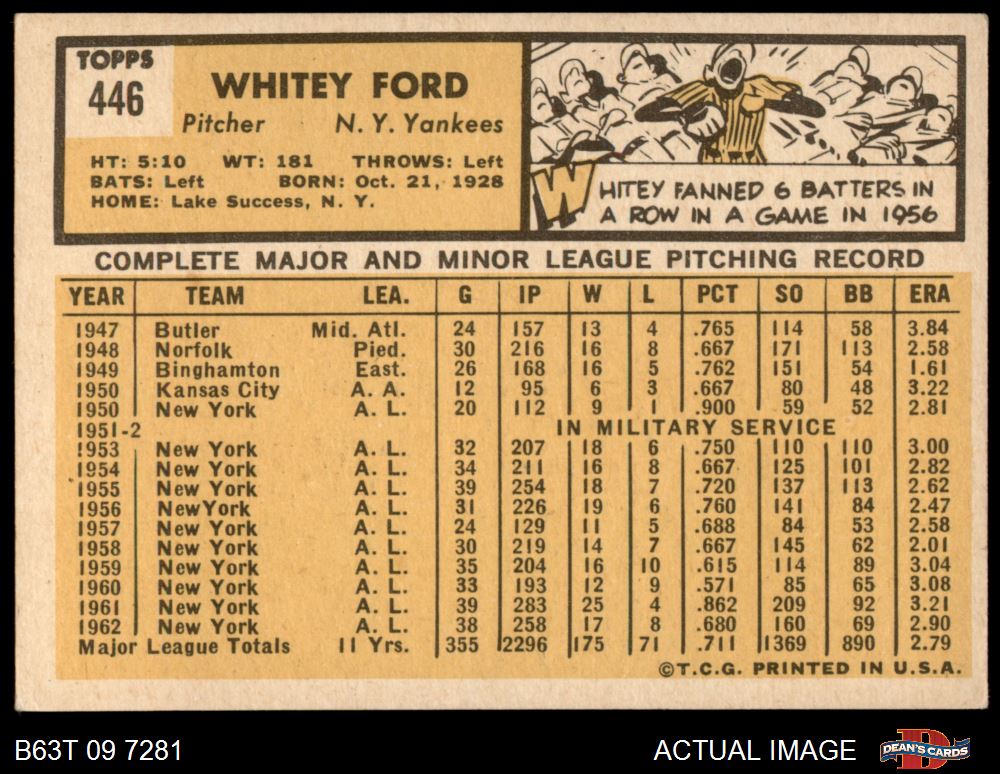 TOPPS
446
WHITEY FORD
Pitcher N. Y. Yankees
HT: 5:10 WT: 181 THROWS: Left
BATS: Left BORN: Oct. 21, 1928
HOME: Lake Success, N. Y.
WHITEY FANNED 6 BATTERS IN
A ROW IN A GAME IN 1956
COMPLETE MAJOR AND MINOR LEAGUE PITCHING RECORD
YEAR TEAM LEA. G IP W L PCT SO BB ERA
1947 Butler Mid. Atl. 24 157 13 4 .765 114 58 3.84
1948 Norfolk Pied. 30 216 16 8 .667 171 113 2.58
1949 Binghamton East. 26 168 16 5 .762 151 54 1.61
1950 Kansas City A. A. 12 95 6 3 .667 80 48 3.22
1950 New York A. L. 20 112 9 1 .900 59 52 2.81
1951-2 IN MILITARY SERVICE
1953 New York A. L. 32 207 18 6 .750 110 110 3.00
1954 New York A. L. 34 211 16 8 .667 125 101 2.82
1955 New York A. L. 39 254 18 7 .720 137 113 2.62
1956 NewYork A. L. 31 226 19 6 .760 141 84 2.47
1957 New York A. L. 24 129 11 5 .688 84 53 2.58
1958 New York A. L. 30 219 14 7 .667 145 62 2.01
1959 New York A. L. 35 204 16 10 .615 114 89 3.04
1960 New York A. L. 33 193 12 9 .571 85 65 3.08
1961 New York A. L. 39 283 25 4 .862 209 92 3.21
1962 New York A. L. 38 258 17 8 .680 160 69 2.90
Major League Totals 11 Yrs. 355 2296 175 71 .711 1369 890 2.79
©T.C.G. PRINTED IN U.S.A.
B63T 09 7281 ACTUAL IMAGE DEAN'S CARDS